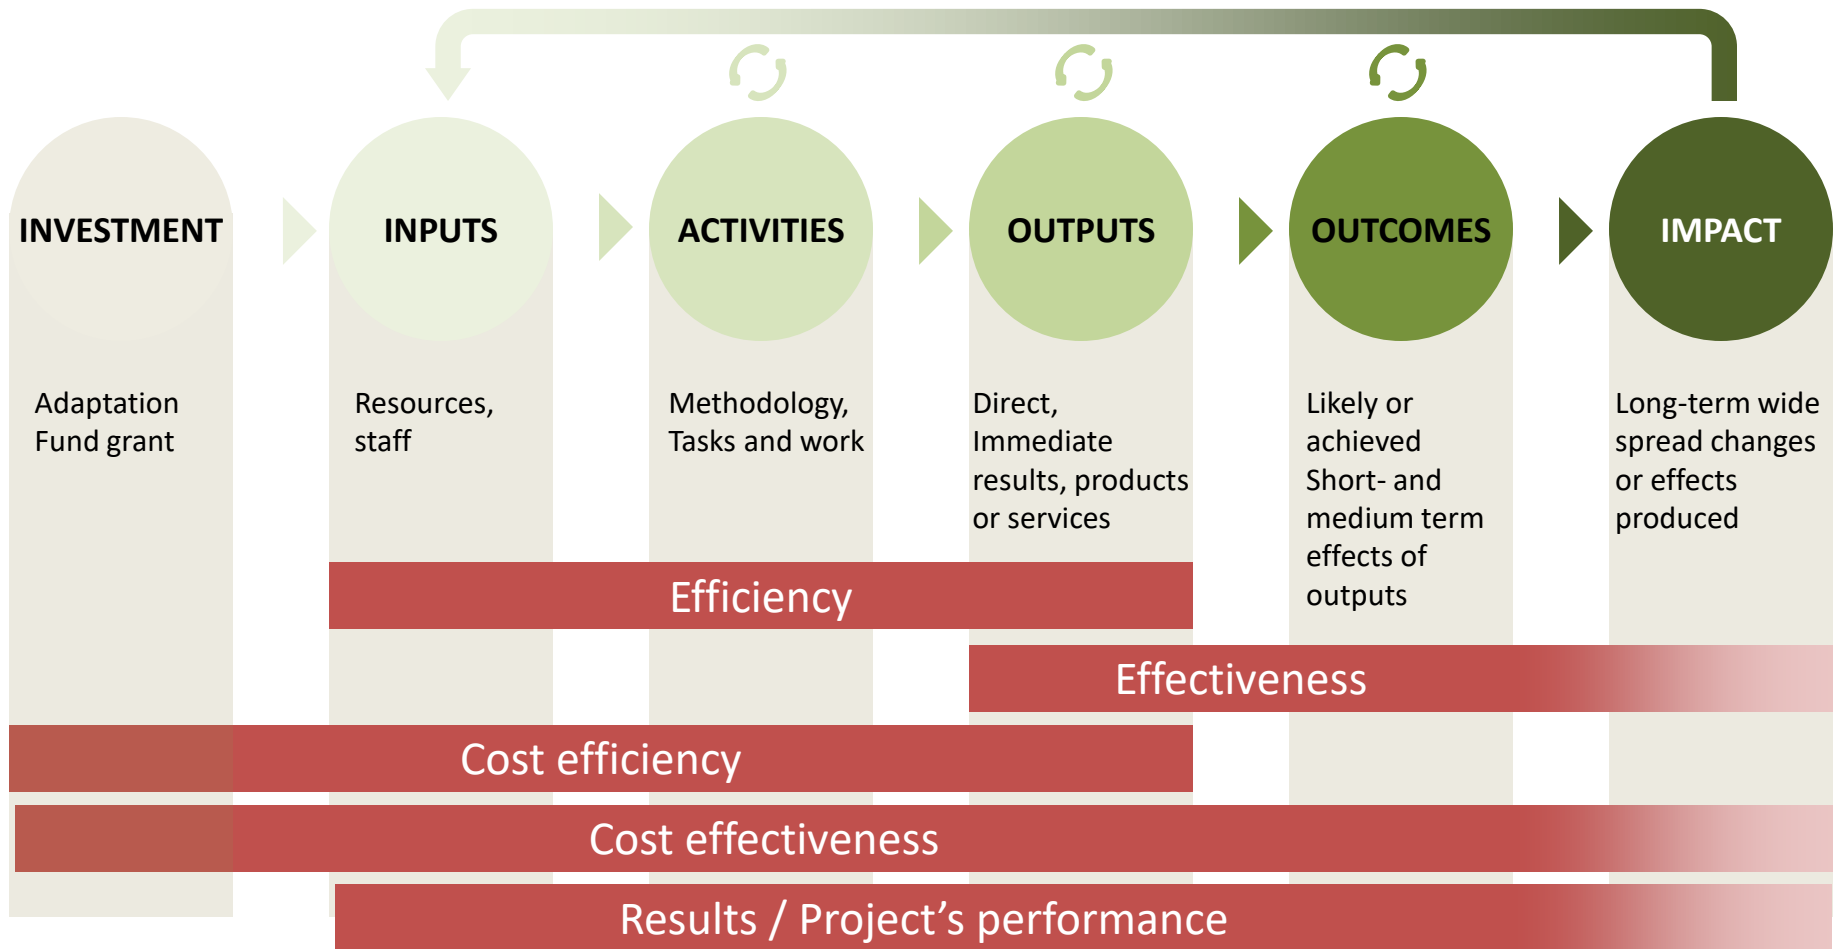 INVESTMENT
INPUTS
ACTIVITIES
OUTPUTS
OUTCOMES
IMPACT
Adaptation
Fund grant
Resources,
staff
Methodology,
Tasks and work
Direct,
Immediate
results, products
or services
Likely or
achieved
Short- and
medium term
effects of
outputs
Long-term wide
spread changes
or effects
produced
Efficiency
Effectiveness
Cost efficiency
Cost effectiveness
Results / Project’s performance